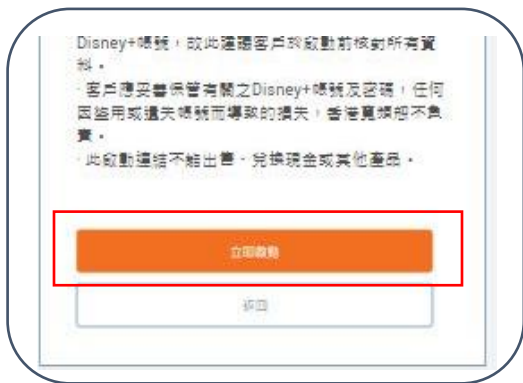 Disney+帳號，故此建議客戶於啟動前核對所有資
料。
·客戶應妥善保管有關之Disney+帳號及密碼，任何
因盜用或遺失帳號而導致的損失，香港寬頻恕不負
責。
·此啟動連結不能出售、兌換現金或其他產品。
立即啟動
返回